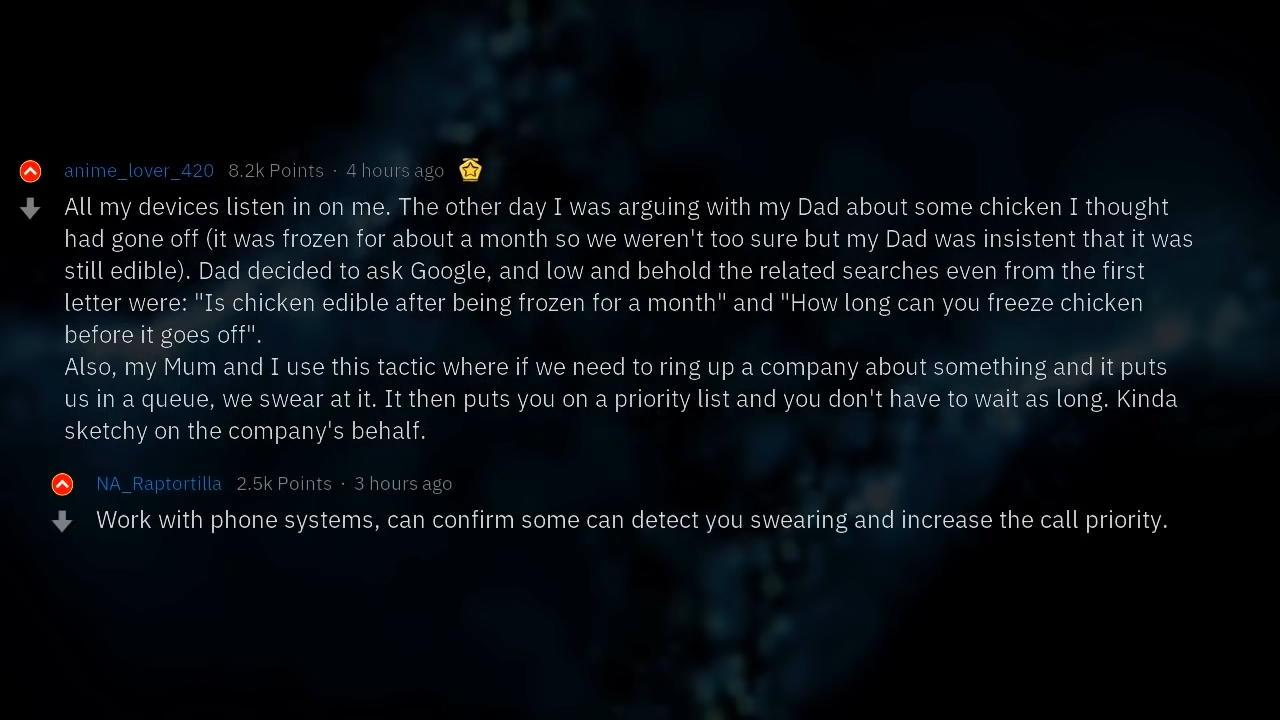 anime_lover_420 8.2k Points · 4 hours ago
All my devices listen in on me. The other day I was arguing with my Dad about some chicken I thought
had gone off (it was frozen for about a month so we weren't too sure but my Dad was insistent that it was
still edible). Dad decided to ask Google, and low and behold the related searches even from the first
letter were: "Is chicken edible after being frozen for a month" and "How long can you freeze chicken
before it goes off".
Also, my Mum and I use this tactic where if we need to ring up a company about something and it puts
us in a queue, we swear at it. It then puts you on a priority list and you don't have to wait as long. Kinda
sketchy on the company's behalf.
NA_Raptortilla 2.5k Points · 3 hours ago
Work with phone systems, can confirm some can detect you swearing and increase the call priority.